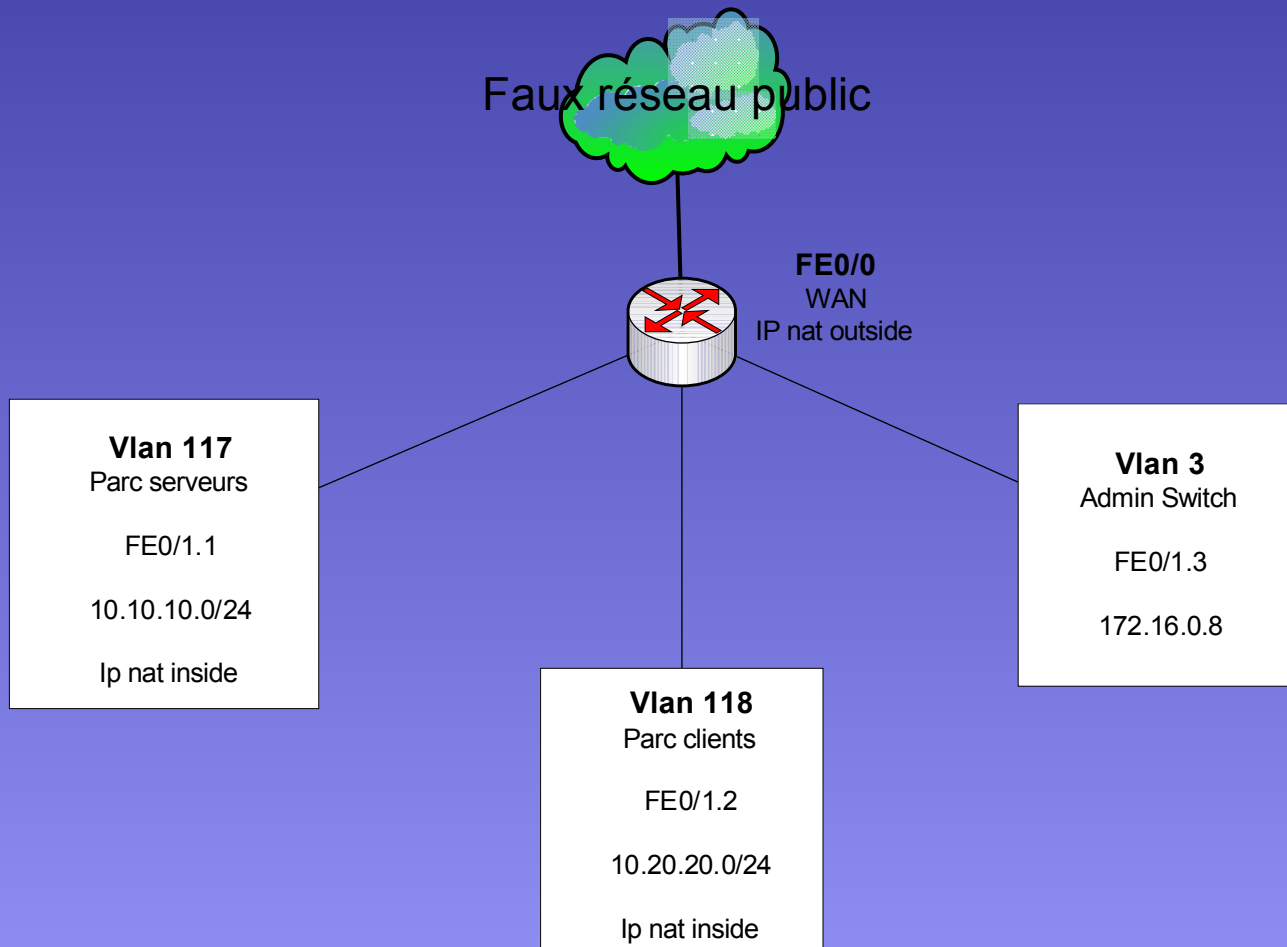 Faux réseau public
FE0/0
WAN
IP nat outside
Vlan 117
Parc serveurs
FE0/1.1
10.10.10.0/24
Ip nat inside
Vlan 118
Parc clients
FE0/1.2
10.20.20.0/24
Ip nat inside
Vlan 3
Admin Switch
FE0/1.3
172.16.0.8